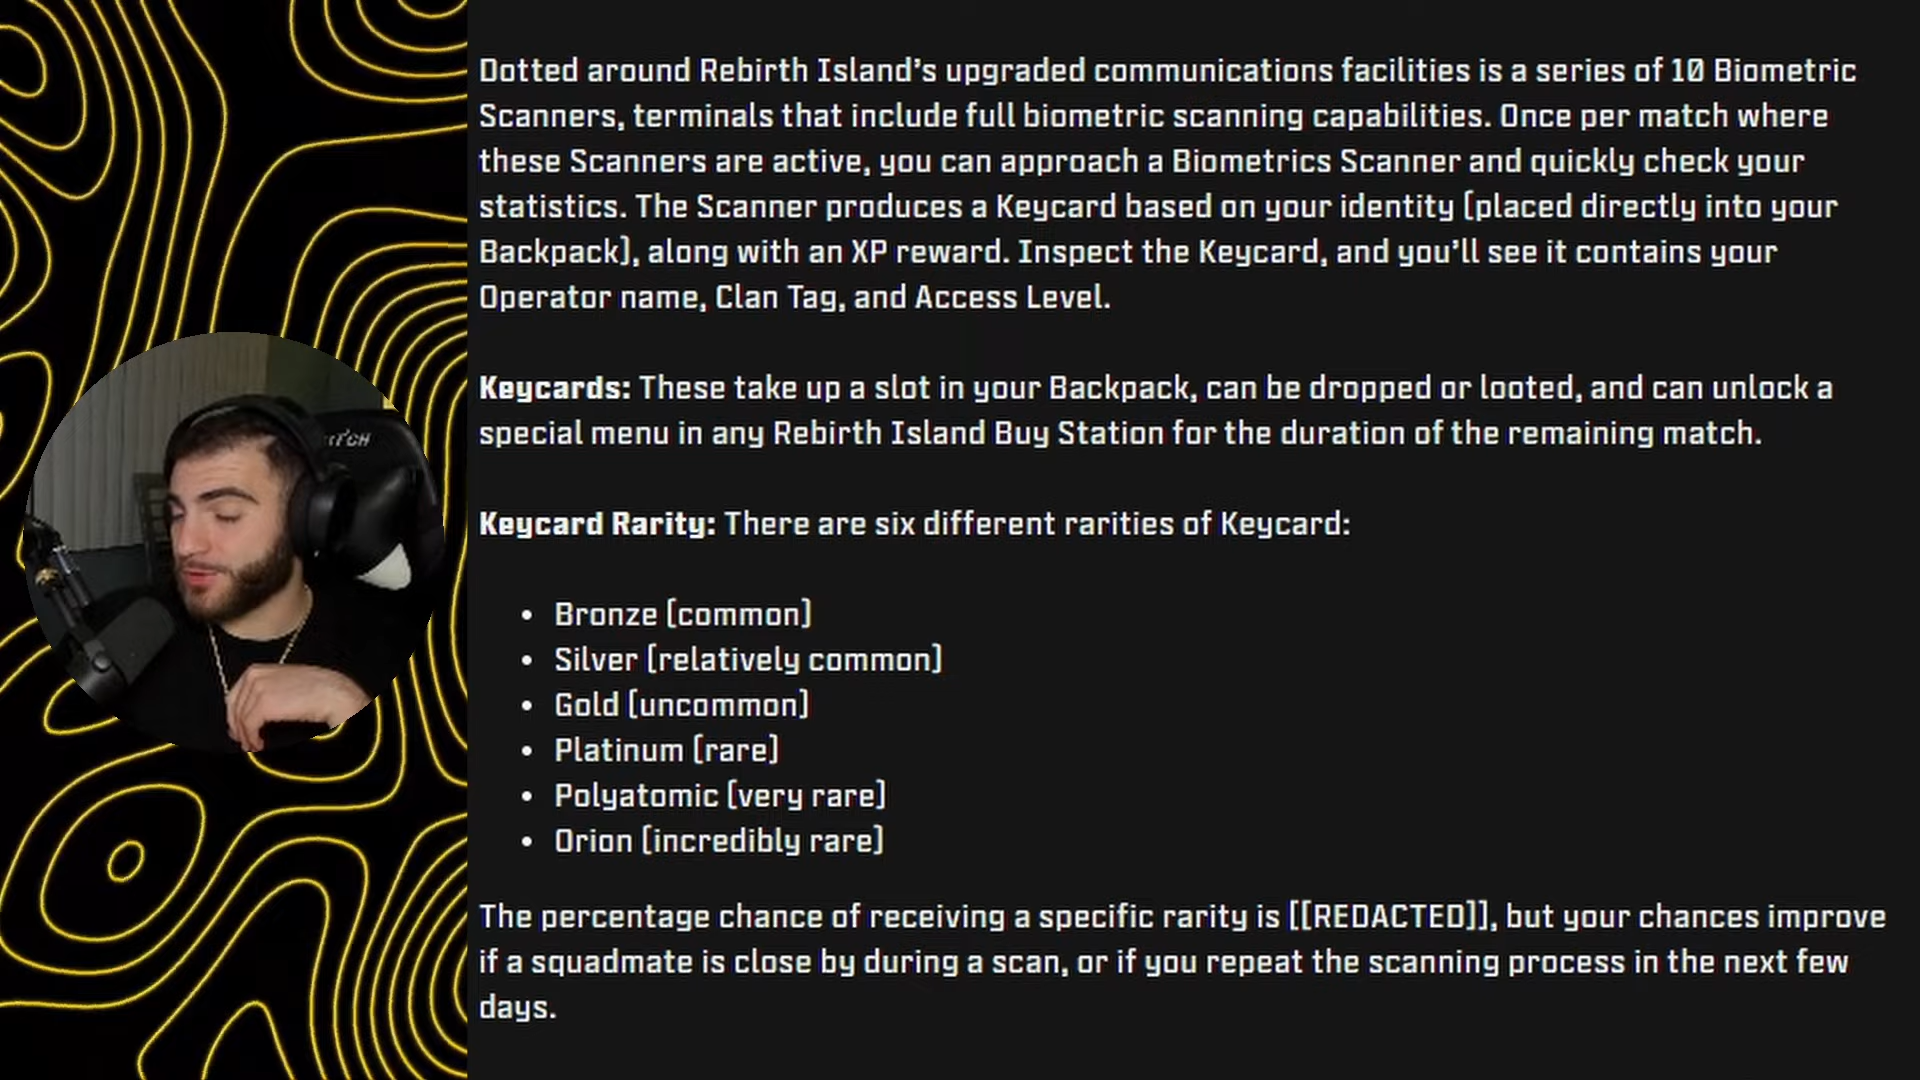 Dotted around Rebirth Island's upgraded communications facilities is a series of 10 Biometric
Scanners, terminals that include full biometric scanning capabilities. Once per match where
these Scanners are active, you can approach a Biometrics Scanner and quickly check your
statistics. The Scanner produces a Keycard based on your identity (placed directly into your
Backpack), along with an XP reward. Inspect the Keycard, and you'll see it contains your
Operator name, Clan Tag, and Access Level.
Keycards: These take up a slot in your Backpack, can be dropped or looted, and can unlock a
special menu in any Rebirth Island Buy Station for the duration of the remaining match.
Keycard Rarity: There are six different rarities of Keycard:
• Bronze (common)
• Silver (relatively common)
• Gold (uncommon)
• Platinum (rare)
• Polyatomic (very rare)
• Orion (incredibly rare)
The percentage chance of receiving a specific rarity is [[REDACTED]], but your chances improve
if a squadmate is close by during a scan, or if you repeat the scanning process in the next few
days.